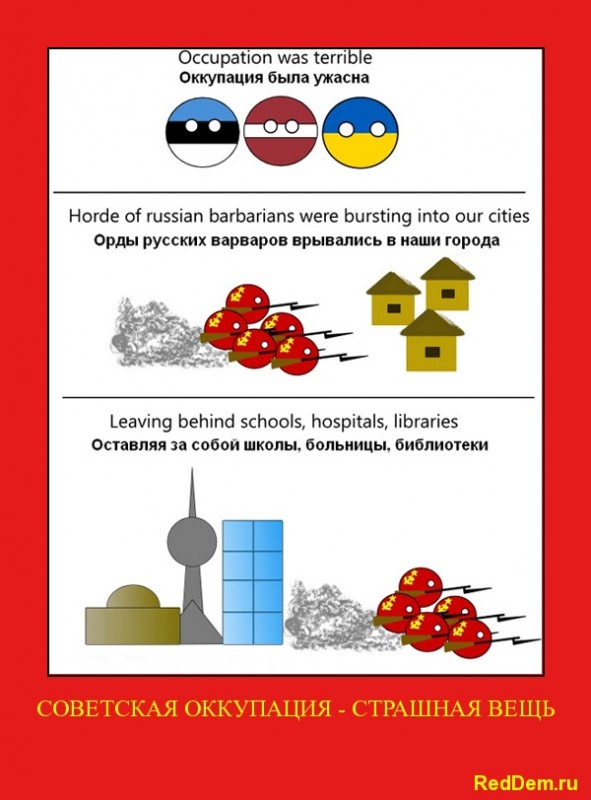 Occupation was terrible
Оккупация была ужасна
Horde of russian barbarians were bursting into our cities
Орды русских варваров врывались в наши города
Leaving behind schools, hospitals, libraries
Оставляя за собой школы, больницы, библиотеки
СОВЕТСКАЯ ОККУПАЦИЯ - СТРАШНАЯ ВЕЩЬ
RedDem.ru